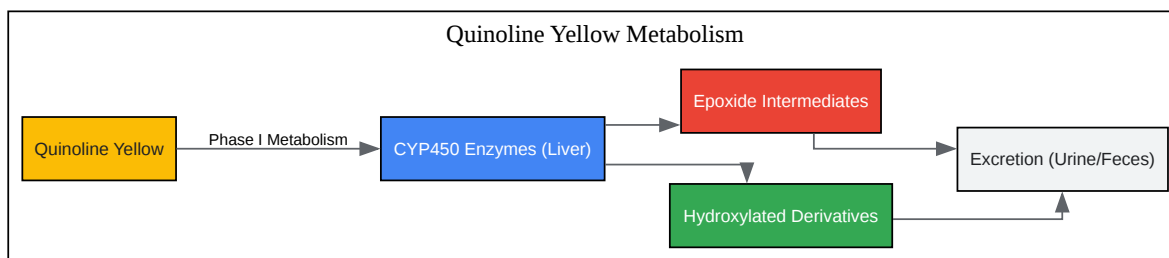 Quinoline Yellow Metabolism
Epoxide Intermediates
Quinoline Yellow
Phase I Metabolism
CYP450 Enzymes (Liver)
Excretion (Urine/Feces)
Hydroxylated Derivatives